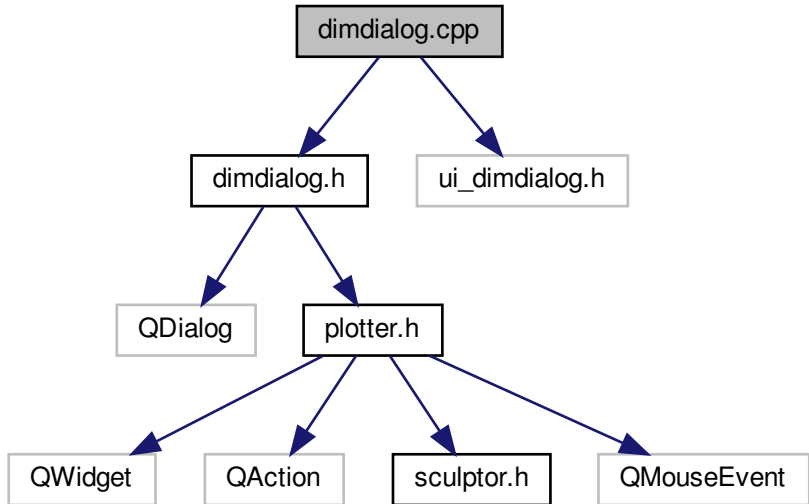 dimdialog.cpp
dimdialog.h
ui_dimdialog.h
QDialog
plotter.h
QWidget
QAction
sculptor.h
QMouseEvent